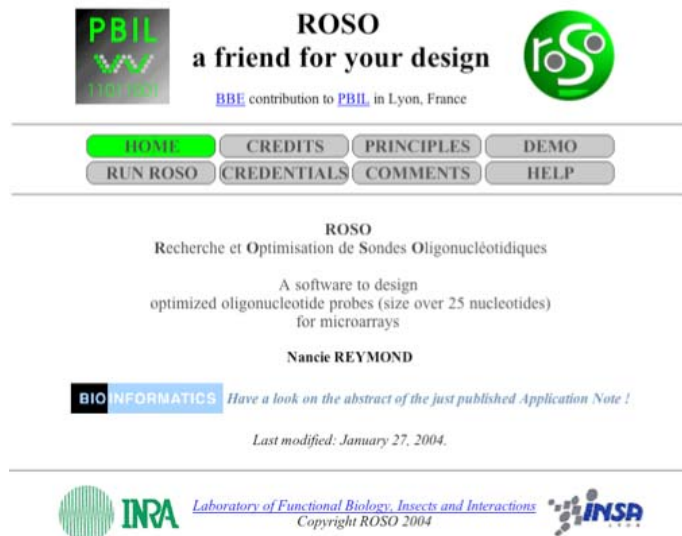 PBIL
ROSO
a friend for your design
rOSO
BBE contribution to PBIL in Lyon, France
HOME CREDITS PRINCIPLES DEMO
RUN ROSO CREDENTIALS COMMENTS HELP
ROSO
Recherche et Optimisation de Sondes Oligonucléotidiques
A software to design
optimized oligonucleotide probes (size over 25 nucleotides)
for microarrays
Nancie REYMOND
BIOINFORMATICS Have a look on the abstract of the just published Application Note !
Last modified: January 27, 2004.
INRA Laboratory of Functional Biology, Insects and Interactions INSA
Copyright ROSO 2004